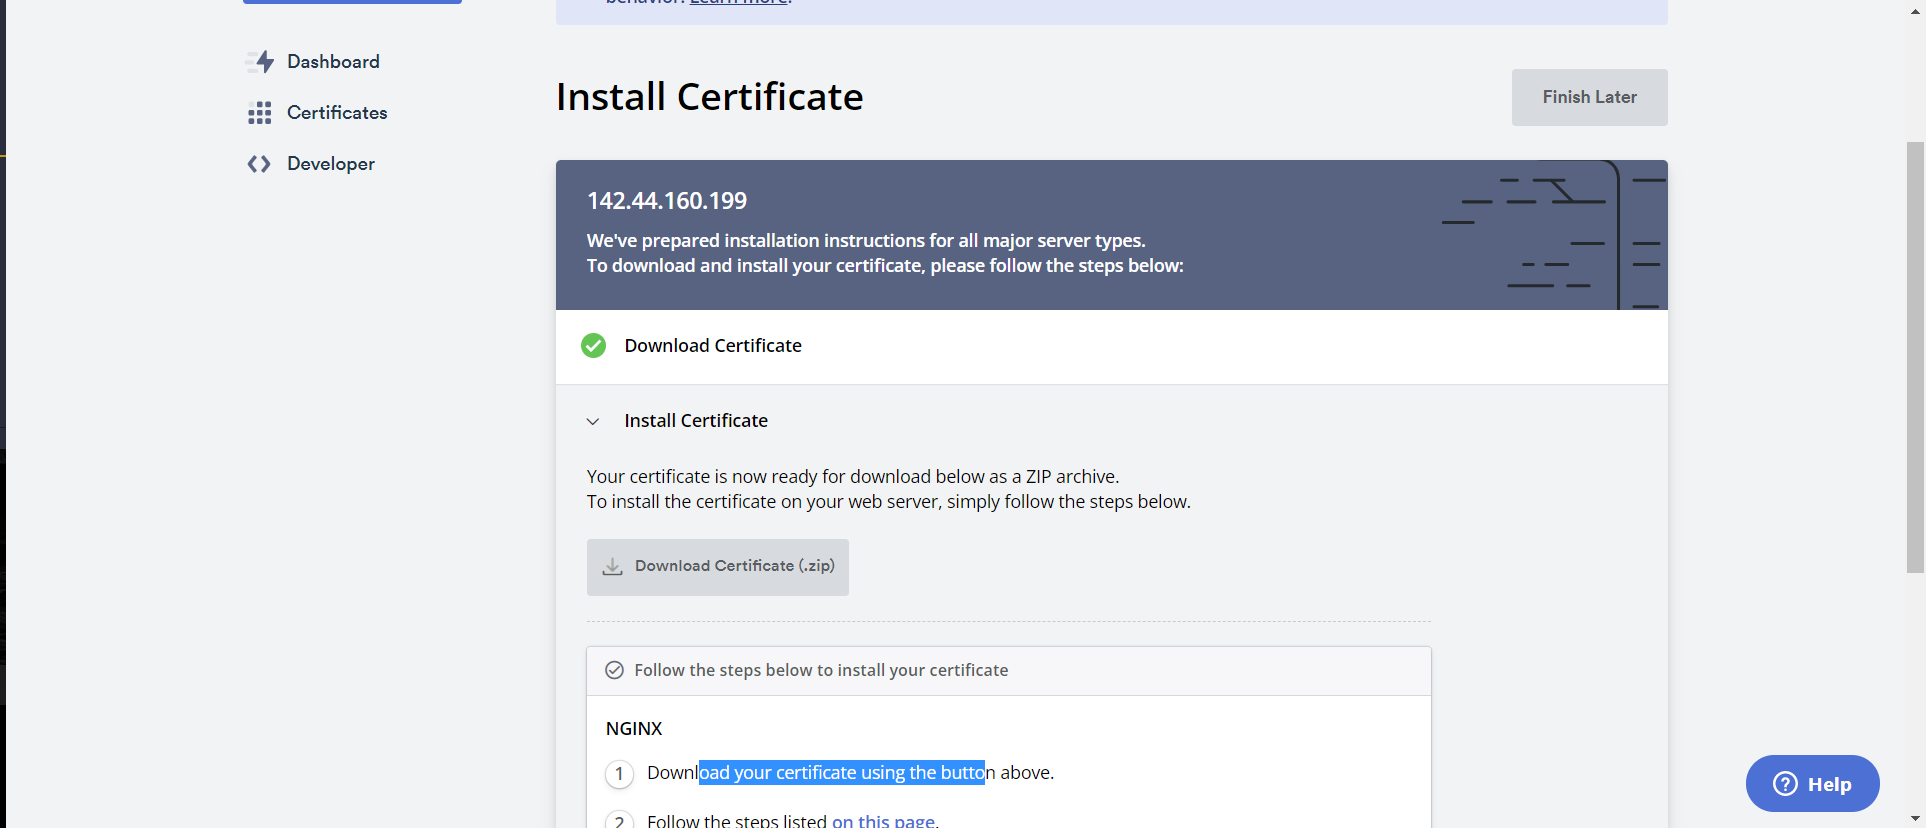 behavior. Learn more.
Dashboard
Certificates
Developer
Install Certificate
Finish Later
142.44.160.199
We've prepared installation instructions for all major server types.
To download and install your certificate, please follow the steps below:
Download Certificate
Install Certificate
Your certificate is now ready for download below as a ZIP archive.
To install the certificate on your web server, simply follow the steps below.
Download Certificate (.zip)
Follow the steps below to install your certificate
NGINX
1 Download your certificate using the button above.
2 Follow the steps listed on this page.
Help